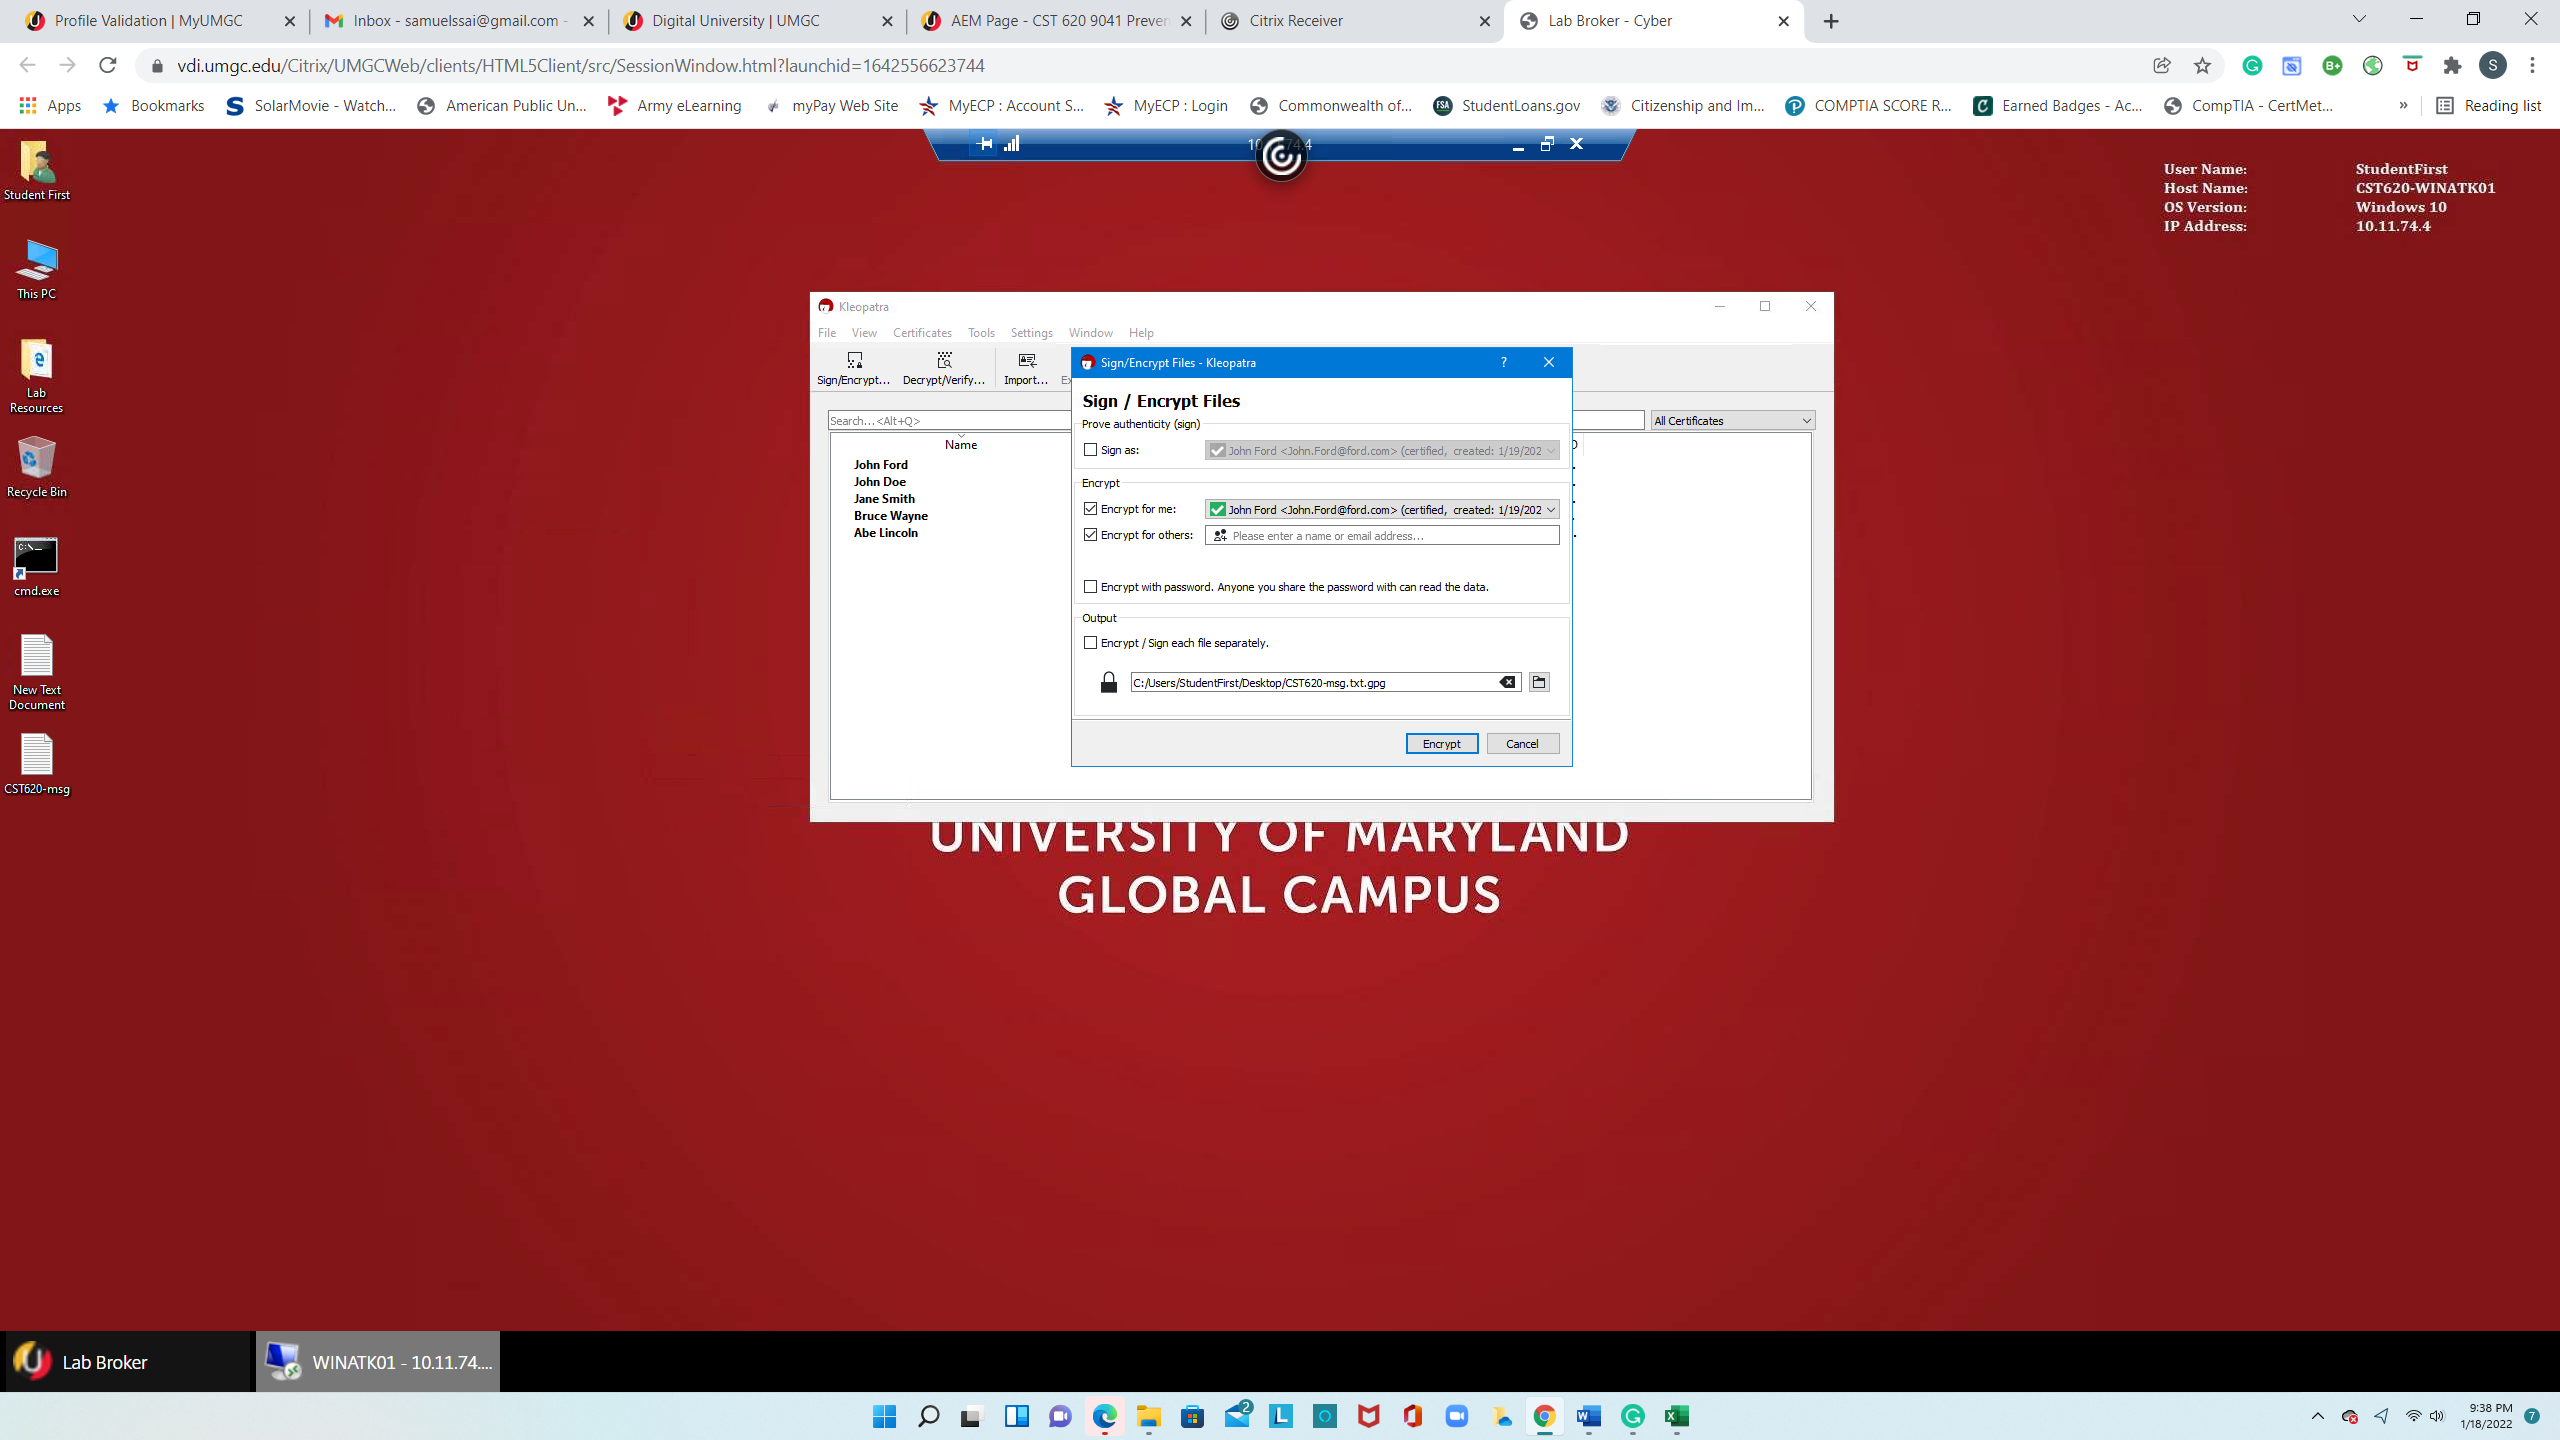 Profile Validation | MyUMGC
Inbox - samuelssai@gmail.com -
Digital University | UMGC
AEM Page - CST 620 9041 Preven
Citrix Receiver
Lab Broker - Cyber
vdi.umgc.edu/Citrix/UMGCWeb/clients/HTML5Client/src/SessionWindow.html?launchid=1642556623744
S
Apps
Bookmarks
SolarMovie - Watch...
American Public Un...
Army eLearning
myPay Web Site
MyECP : Account S...
MyECP : Login
Commonwealth of...
StudentLoans.gov
Citizenship and Im...
COMPTIA SCORE R...
Earned Badges - Ac...
CompTIA - CertMet...
»
Reading list
Student First
This PC
Lab
Resources
Recycle Bin
cmd.exe
New Text
Document
CST620-msg
User Name: StudentFirst
Host Name: CST620-WINATK01
OS Version: Windows 10
IP Address: 10.11.74.4
Kleopatra
File View Certificates Tools Settings Window Help
Sign/Encrypt... Decrypt/Verify... Import...
Search...<Alt+Q>
All Certificates
Name
John Ford
John Doe
Jane Smith
Bruce Wayne
Abe Lincoln
Sign/Encrypt Files - Kleopatra
?
Sign / Encrypt Files
Prove authenticity (sign)
Sign as: John Ford <John.Ford@ford.com> (certified, created: 1/19/202
Encrypt
Encrypt for me: John Ford <John.Ford@ford.com> (certified, created: 1/19/202
Encrypt for others: Please enter a name or email address...
Encrypt with password. Anyone you share the password with can read the data.
Output
Encrypt / Sign each file separately.
C:/Users/StudentFirst/Desktop/CST620-msg.txt.gpg
Encrypt Cancel
UNIVERSITY OF MARYLAND
GLOBAL CAMPUS
Lab Broker
WINATK01 - 10.11.74....
2
9:38 PM
1/18/2022
7